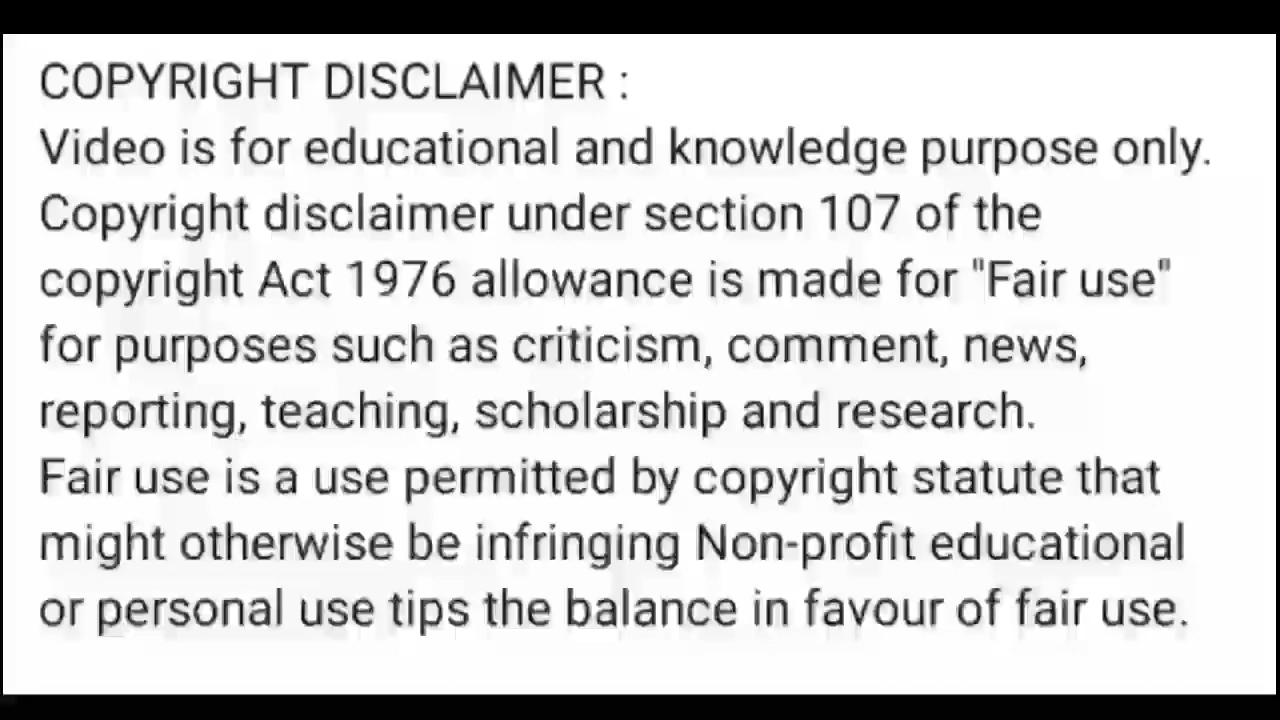 COPYRIGHT DISCLAIMER :
Video is for educational and knowledge purpose only.
Copyright disclaimer under section 107 of the
copyright Act 1976 allowance is made for "Fair use"
for purposes such as criticism, comment, news,
reporting, teaching, scholarship and research.
Fair use is a use permitted by copyright statute that
might otherwise be infringing Non-profit educational
or personal use tips the balance in favour of fair use.